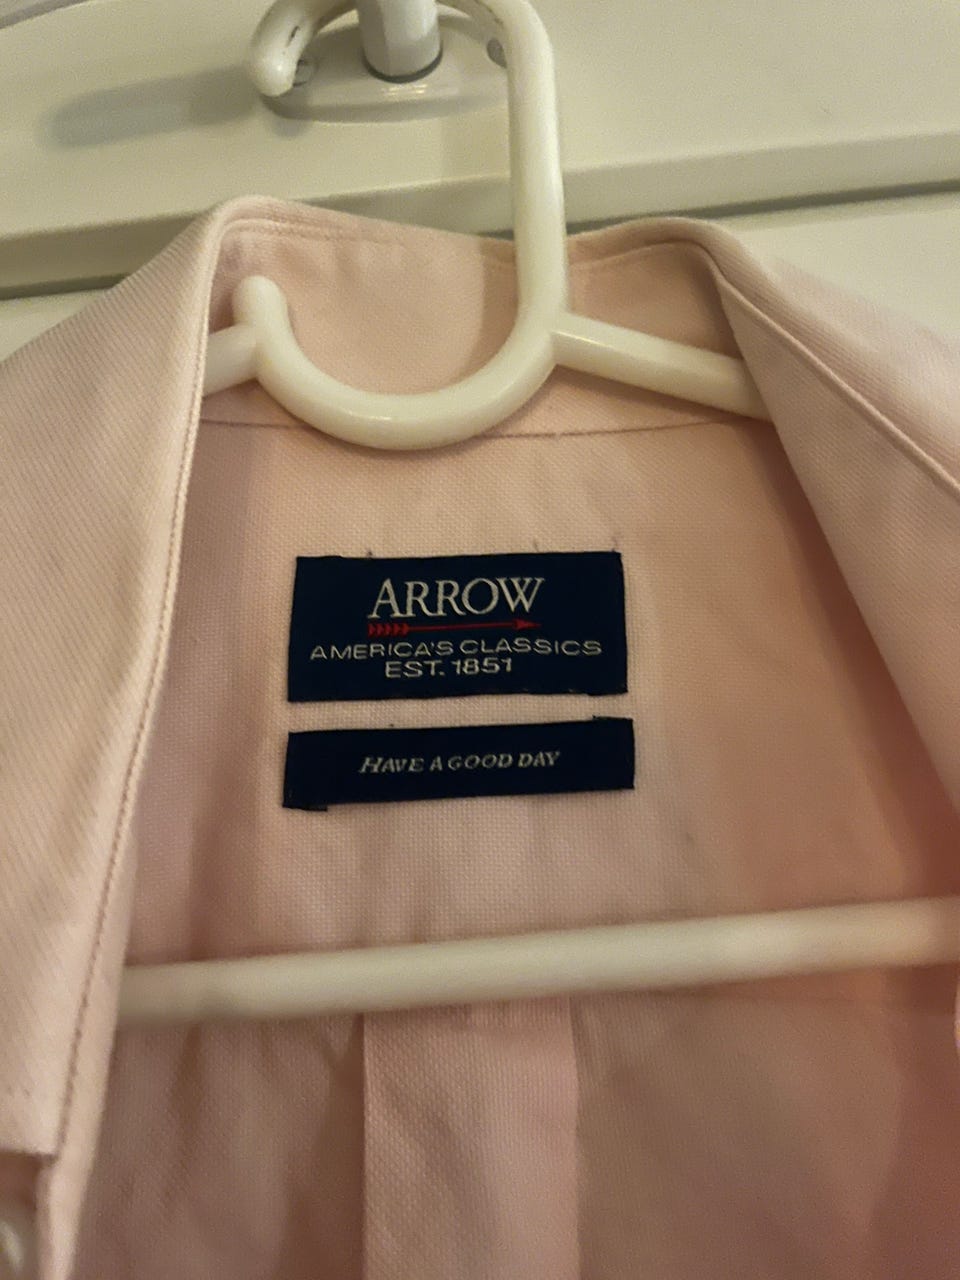 ARROW
AMERICA'S CLASSICS
EST. 1851
HAVE A GOOD DAY